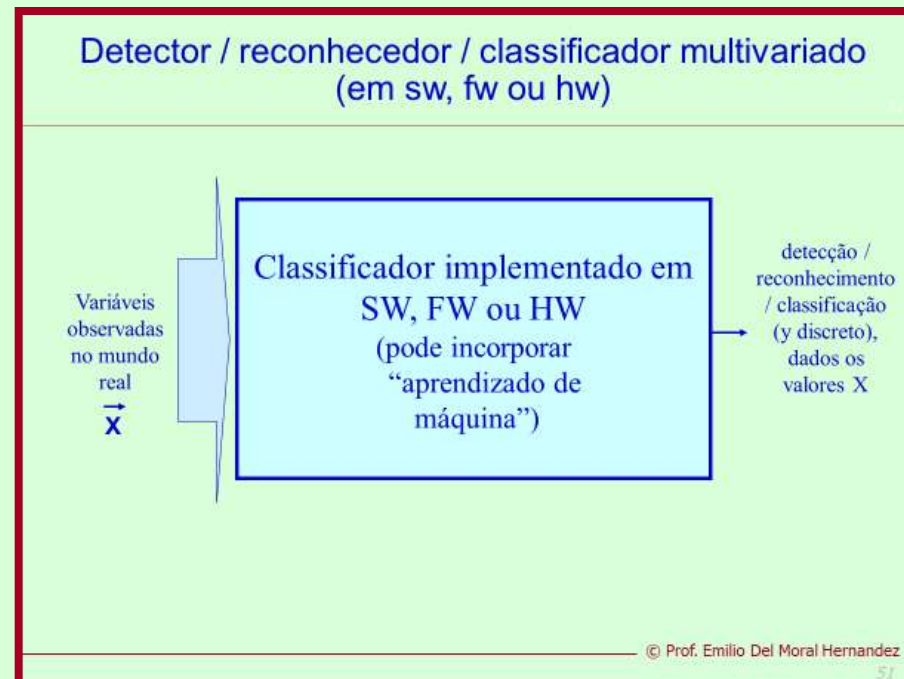 Detector / reconhecedor / classificador multivariado
(em sw, fw ou hw)
Variáveis
observadas
no mundo
real
X
Classificador implementado em
SW, FW ou HW
(pode incorporar
“aprendizado de
máquina”)
detecção /
reconhecimento
/ classificação
(y discreto),
dados os
valores X
© Prof. Emilio Del Moral Hernandez
51